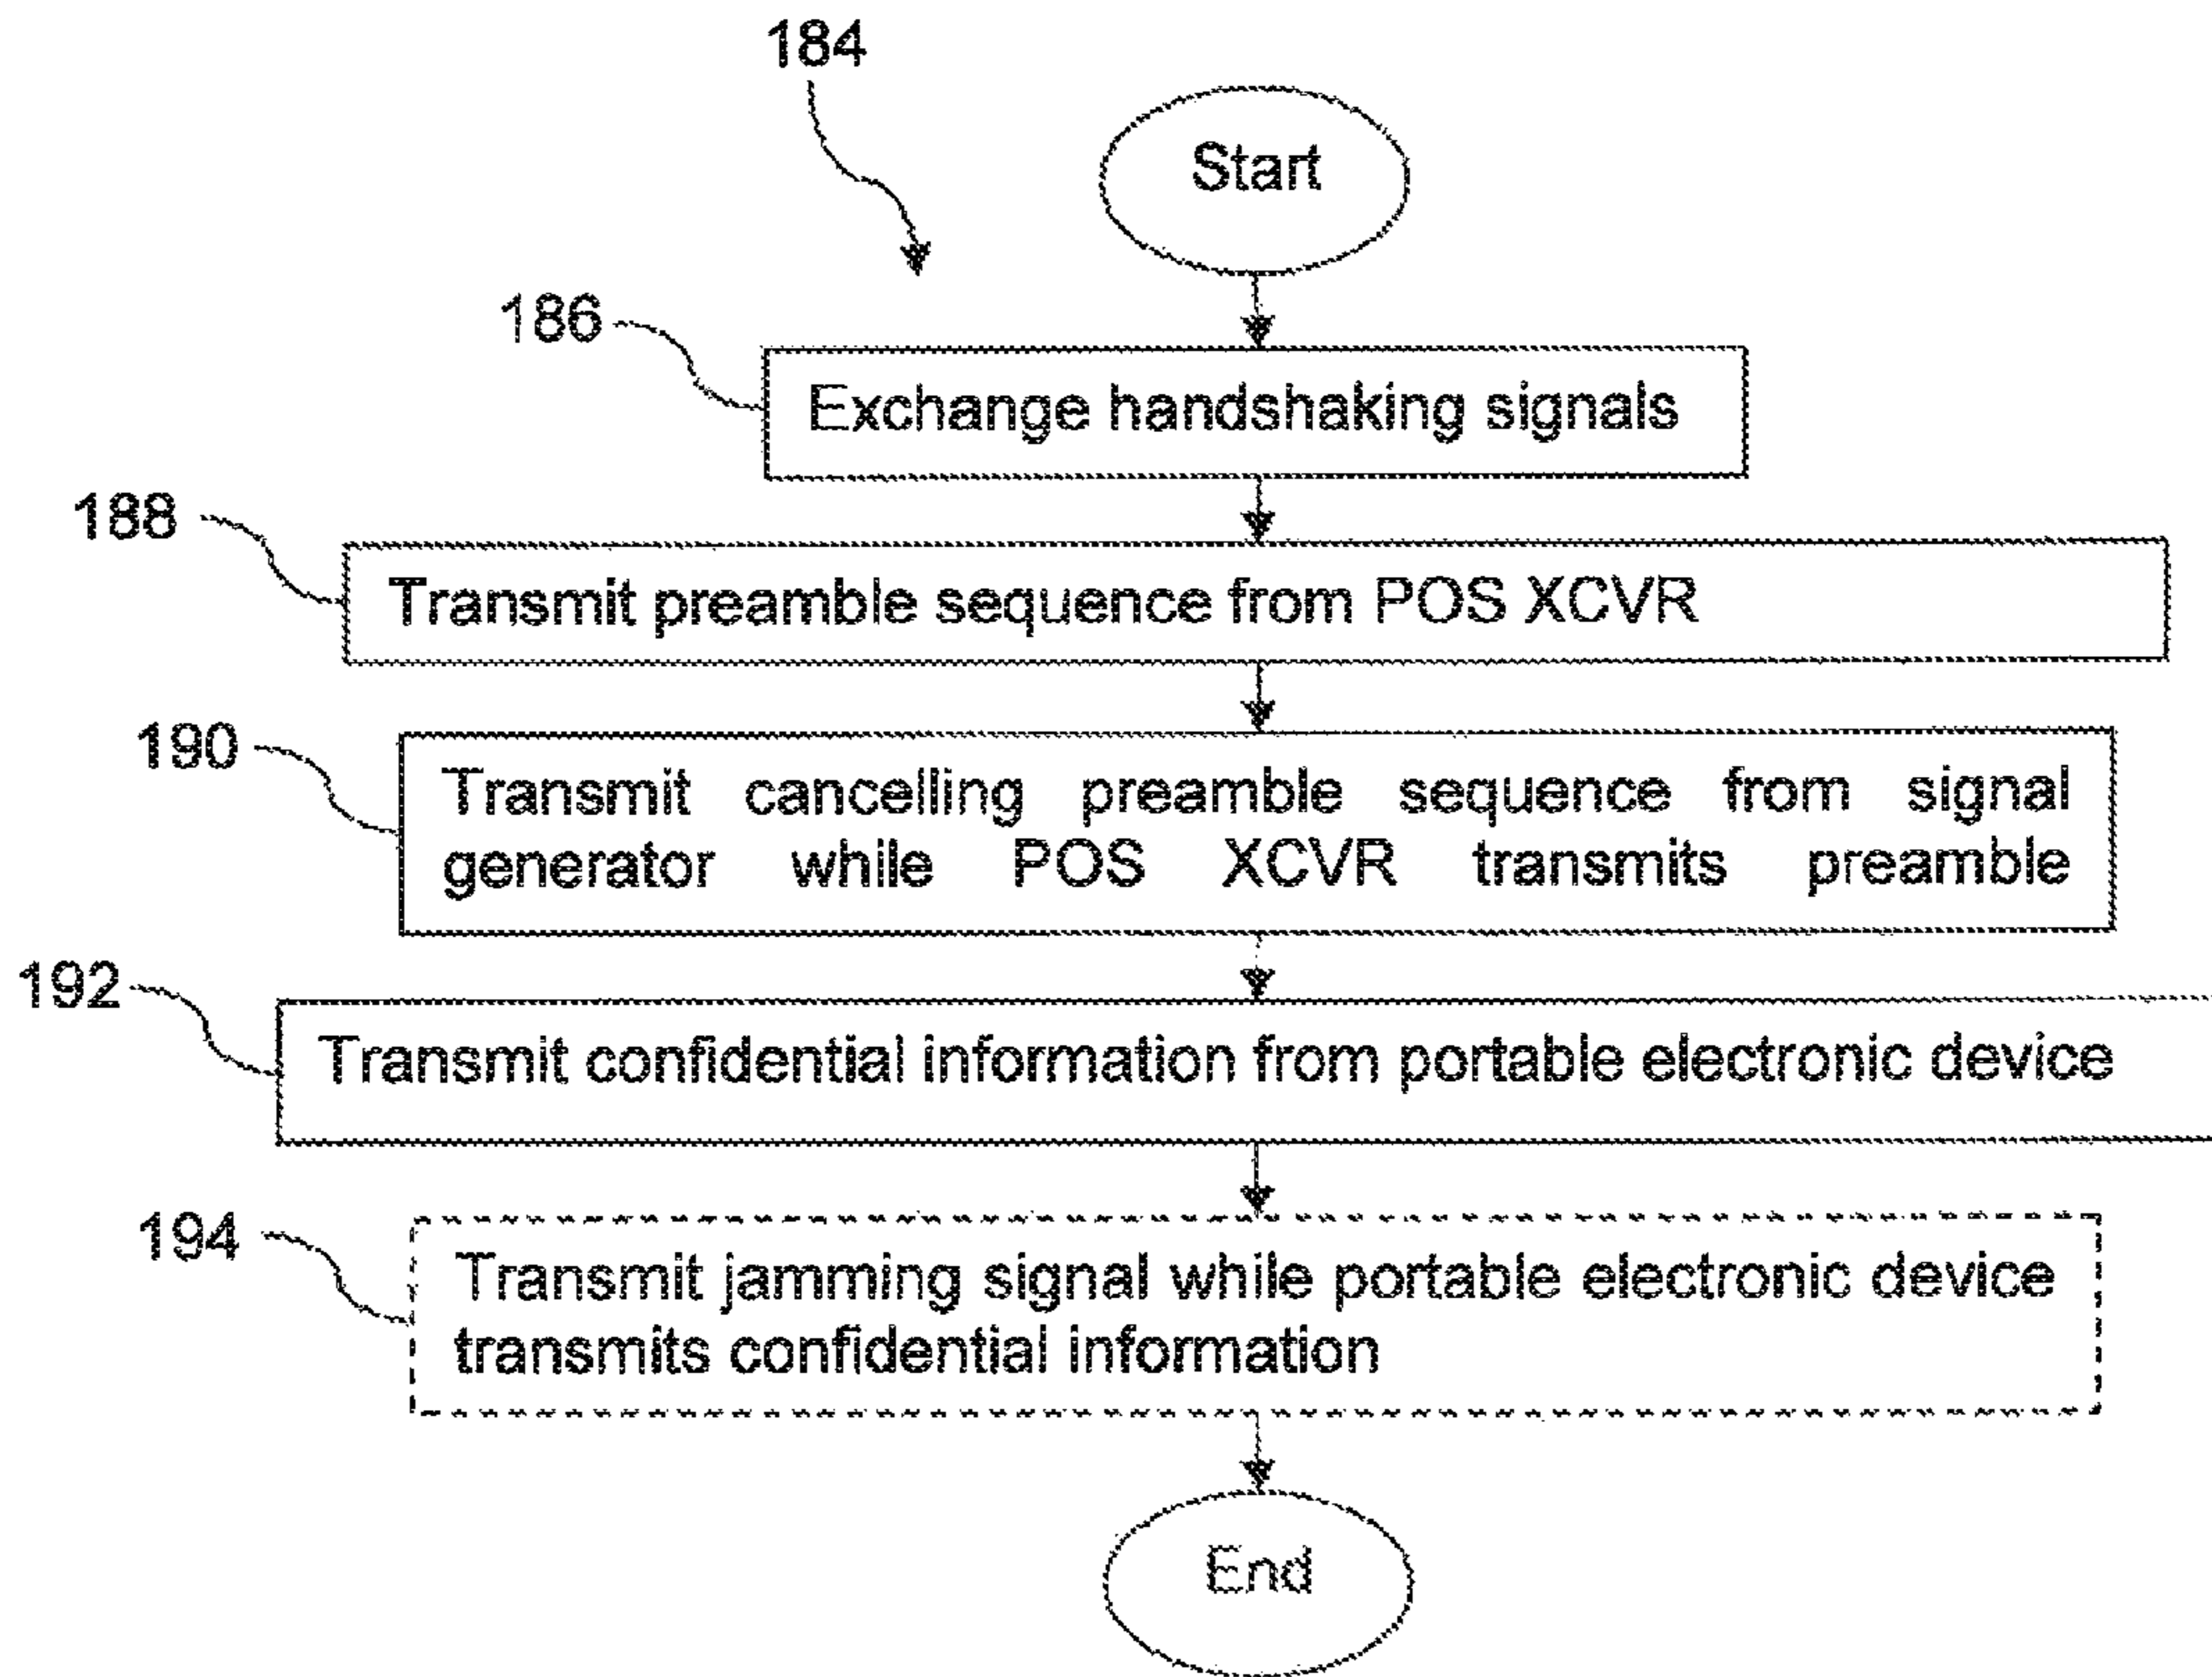 184
Start
186
Exchange handshaking signals
188
Transmit preamble sequence from POS XCVR
190
Transmit cancelling preamble sequence from signal
generator while POS XCVR transmits preamble
192
Transmit confidential information from portable electronic device
194
Transmit jamming signal while portable electronic device
transmits confidential information
End